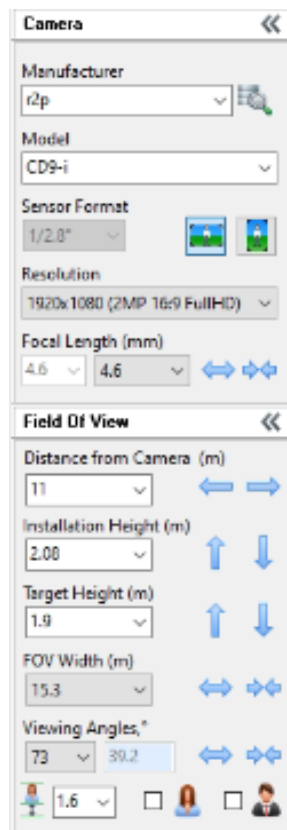 Camera
Manufacturer
r2p
Model
CD9-i
Sensor Format
1/2.8"
Resolution
1920x1080 (2MP 16:9 FullHD)
Focal Length (mm)
4.6 4.6
Field Of View
Distance from Camera (m)
11
Installation Height (m)
2.08
Target Height (m)
1.9
FOV Width (m)
15.3
Viewing Angles,°
73 39.2
1.6